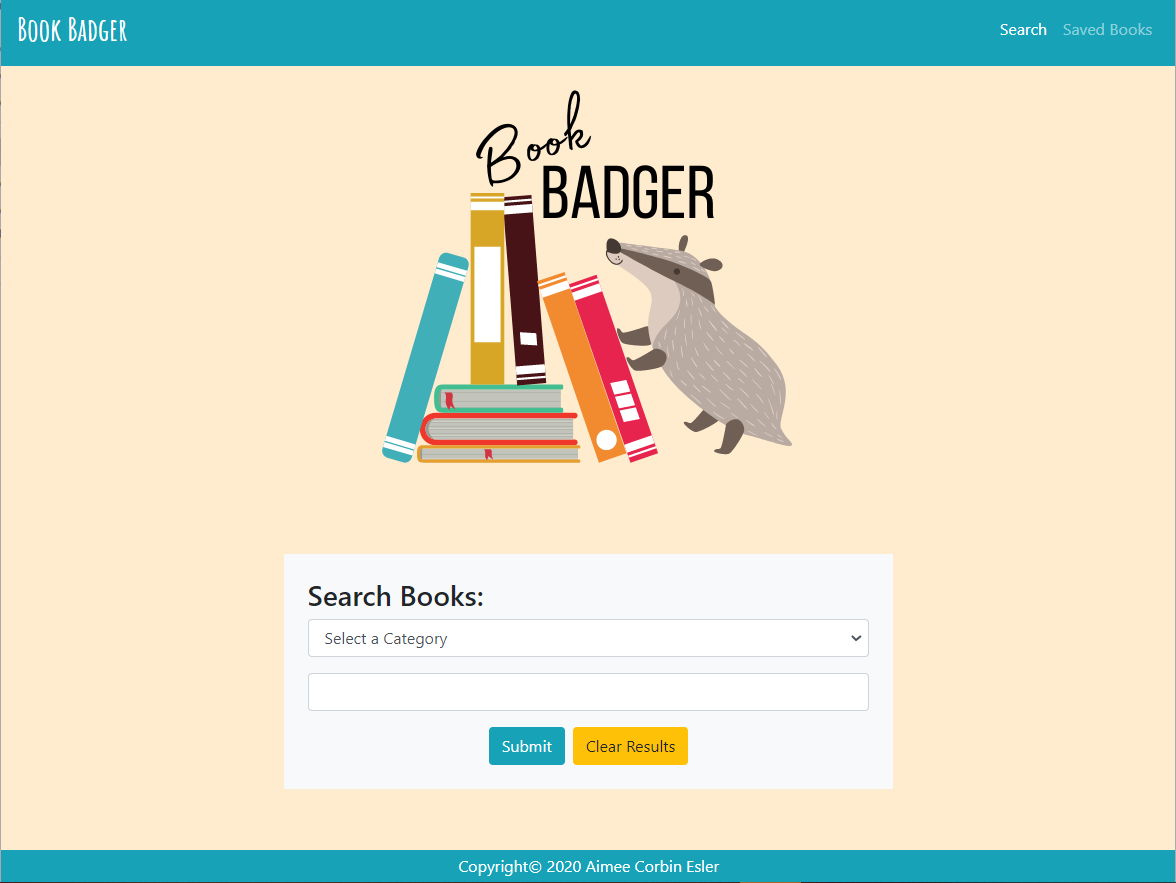 Book Badger
Search Saved Books
Book
BADGER
Search Books:
Select a Category
Submit Clear Results
Copyright© 2020 Aimee Corbin Esler